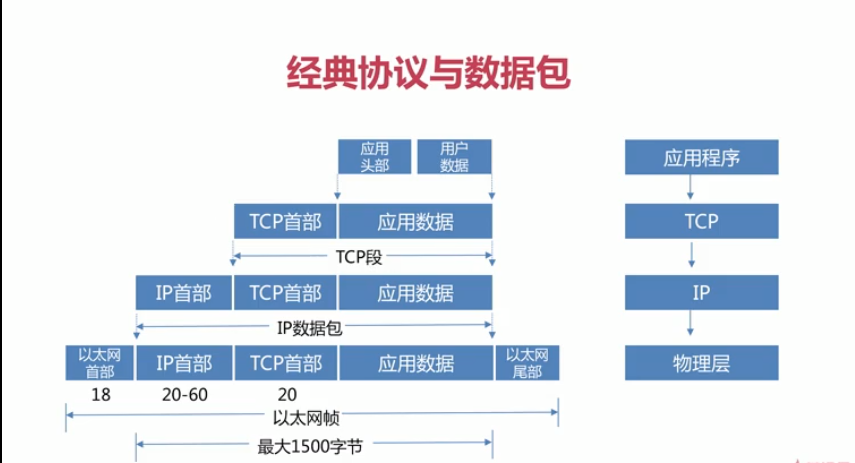 经典协议与数据包
应用
头部
用户
数据
应用程序
TCP首部
应用数据
TCP
TCP段
IP首部
TCP首部
应用数据
IP
IP数据包
以太网
首部
IP首部
TCP首部
应用数据
以太网
尾部
物理层
18
20-60
20
以太网帧
最大1500字节